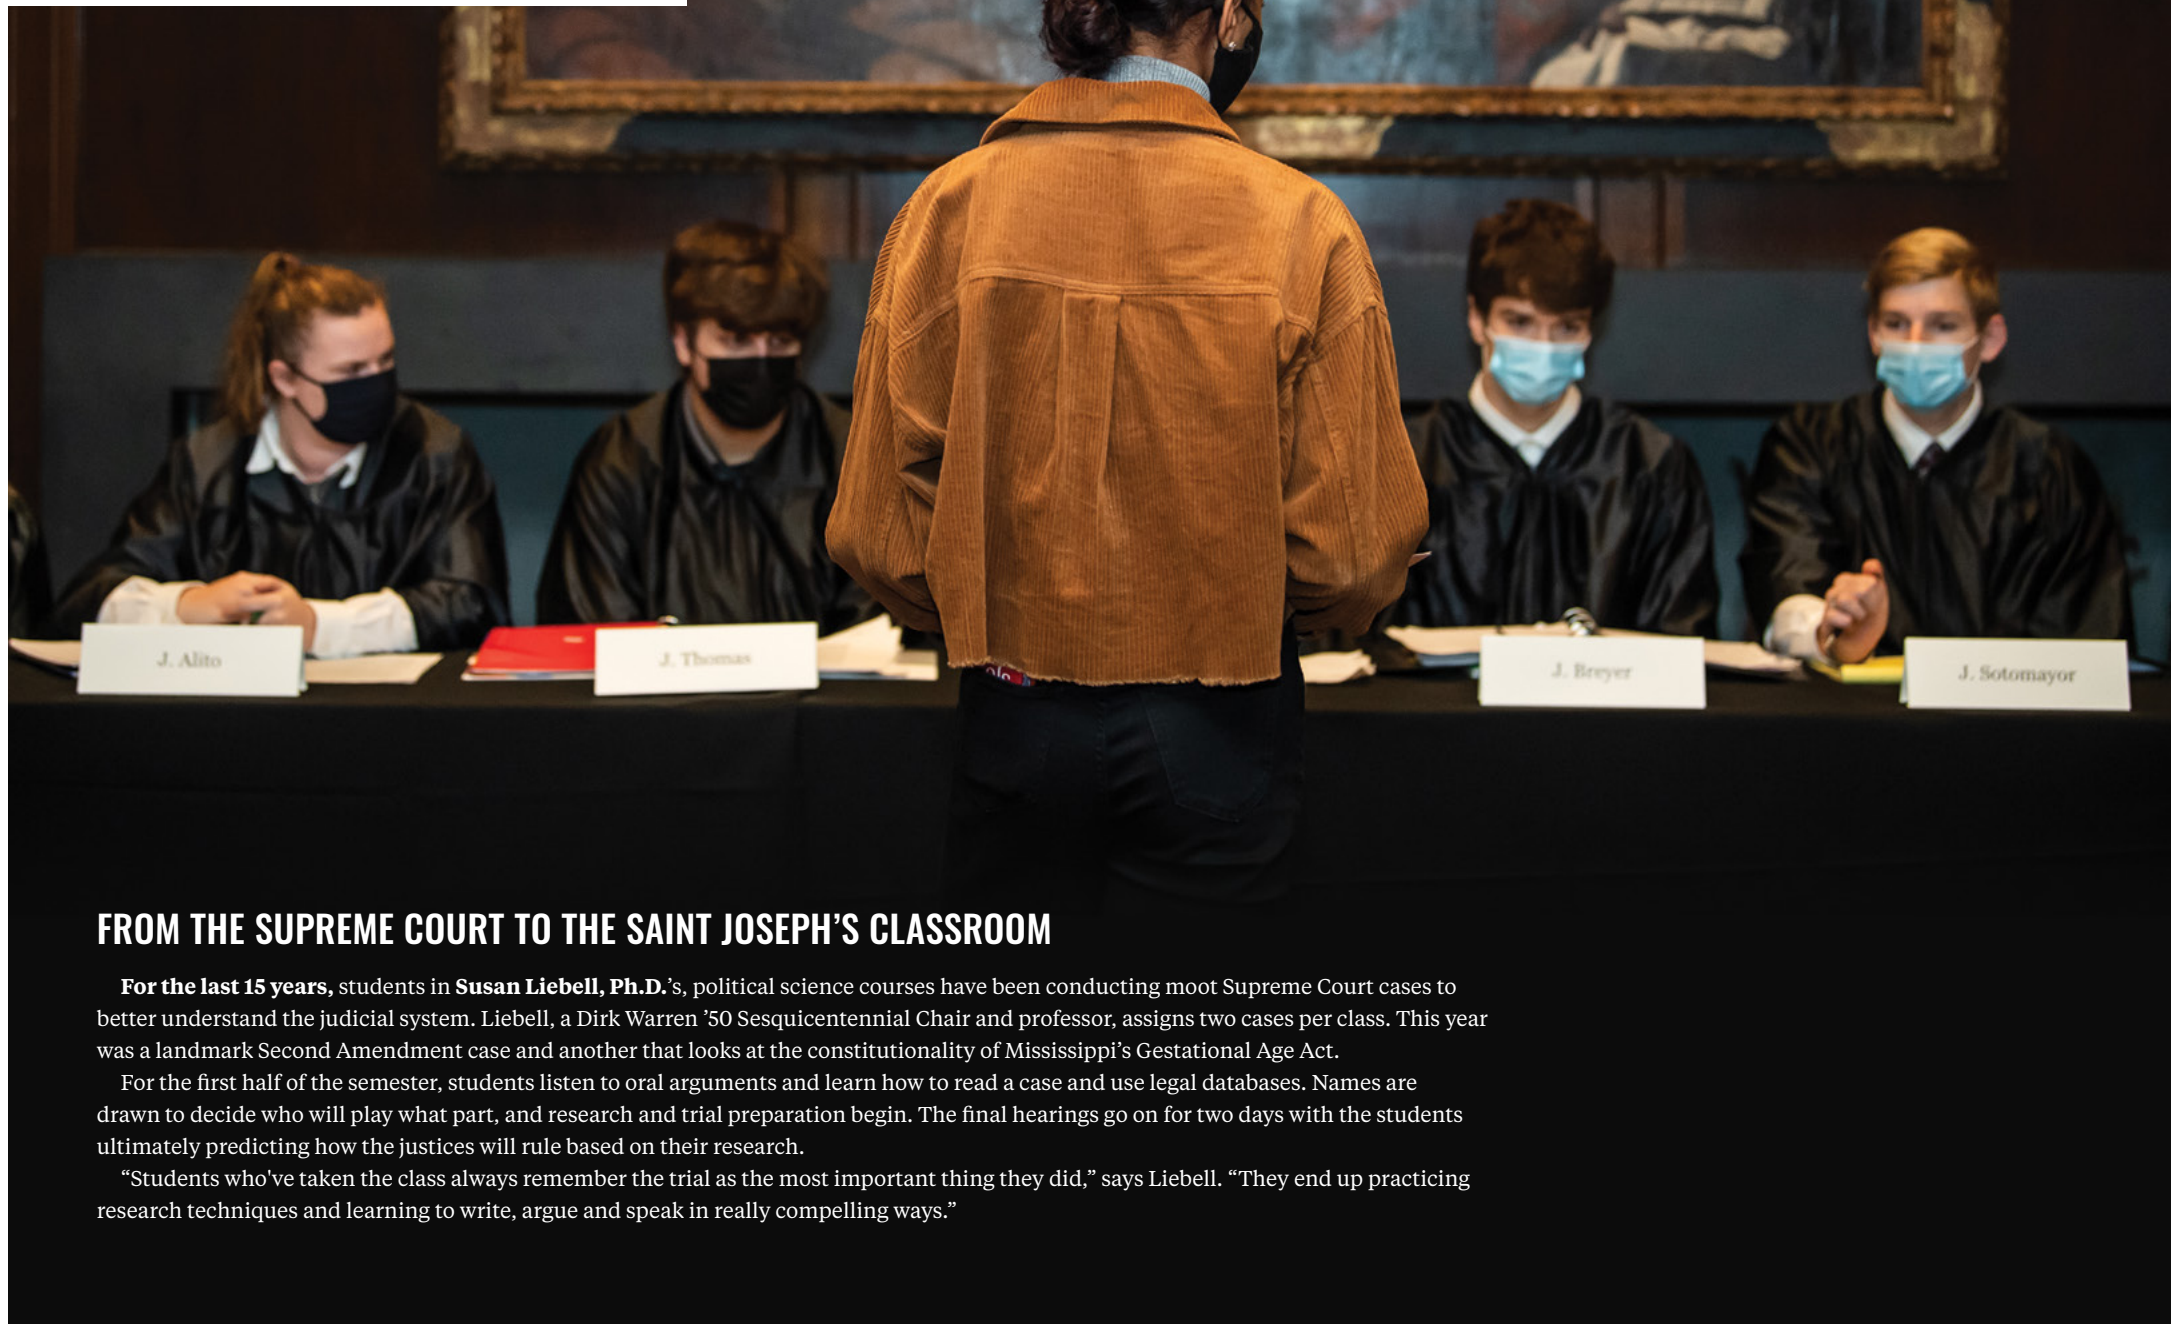 J. Alito
J. Thomas
J. Breyer
J. Sotomayor
FROM THE SUPREME COURT TO THE SAINT JOSEPH’S CLASSROOM
For the last 15 years, students in Susan Liebell, Ph.D.’s, political science courses have been conducting moot Supreme Court cases to
better understand the judicial system. Liebell, a Dirk Warren ’50 Sesquicentennial Chair and professor, assigns two cases per class. This year
was a landmark Second Amendment case and another that looks at the constitutionality of Mississippi’s Gestational Age Act.
For the first half of the semester, students listen to oral arguments and learn how to read a case and use legal databases. Names are
drawn to decide who will play what part, and research and trial preparation begin. The final hearings go on for two days with the students
ultimately predicting how the justices will rule based on their research.
“Students who've taken the class always remember the trial as the most important thing they did,” says Liebell. “They end up practicing
research techniques and learning to write, argue and speak in really compelling ways.”